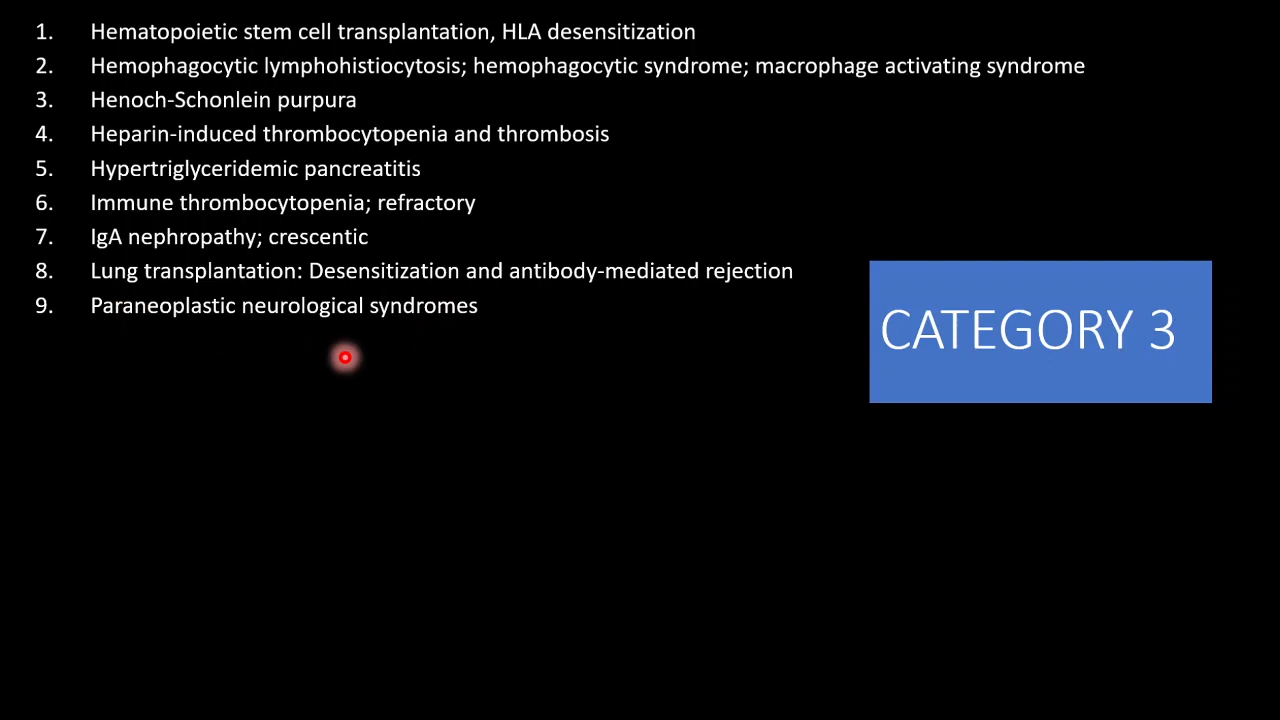 1. Hematopoietic stem cell transplantation, HLA desensitization
2. Hemophagocytic lymphohistiocytosis; hemophagocytic syndrome; macrophage activating syndrome
3. Henoch-Schonlein purpura
4. Heparin-induced thrombocytopenia and thrombosis
5. Hypertriglyceridemic pancreatitis
6. Immune thrombocytopenia; refractory
7. IgA nephropathy; crescentic
8. Lung transplantation: Desensitization and antibody-mediated rejection
9. Paraneoplastic neurological syndromes
CATEGORY 3